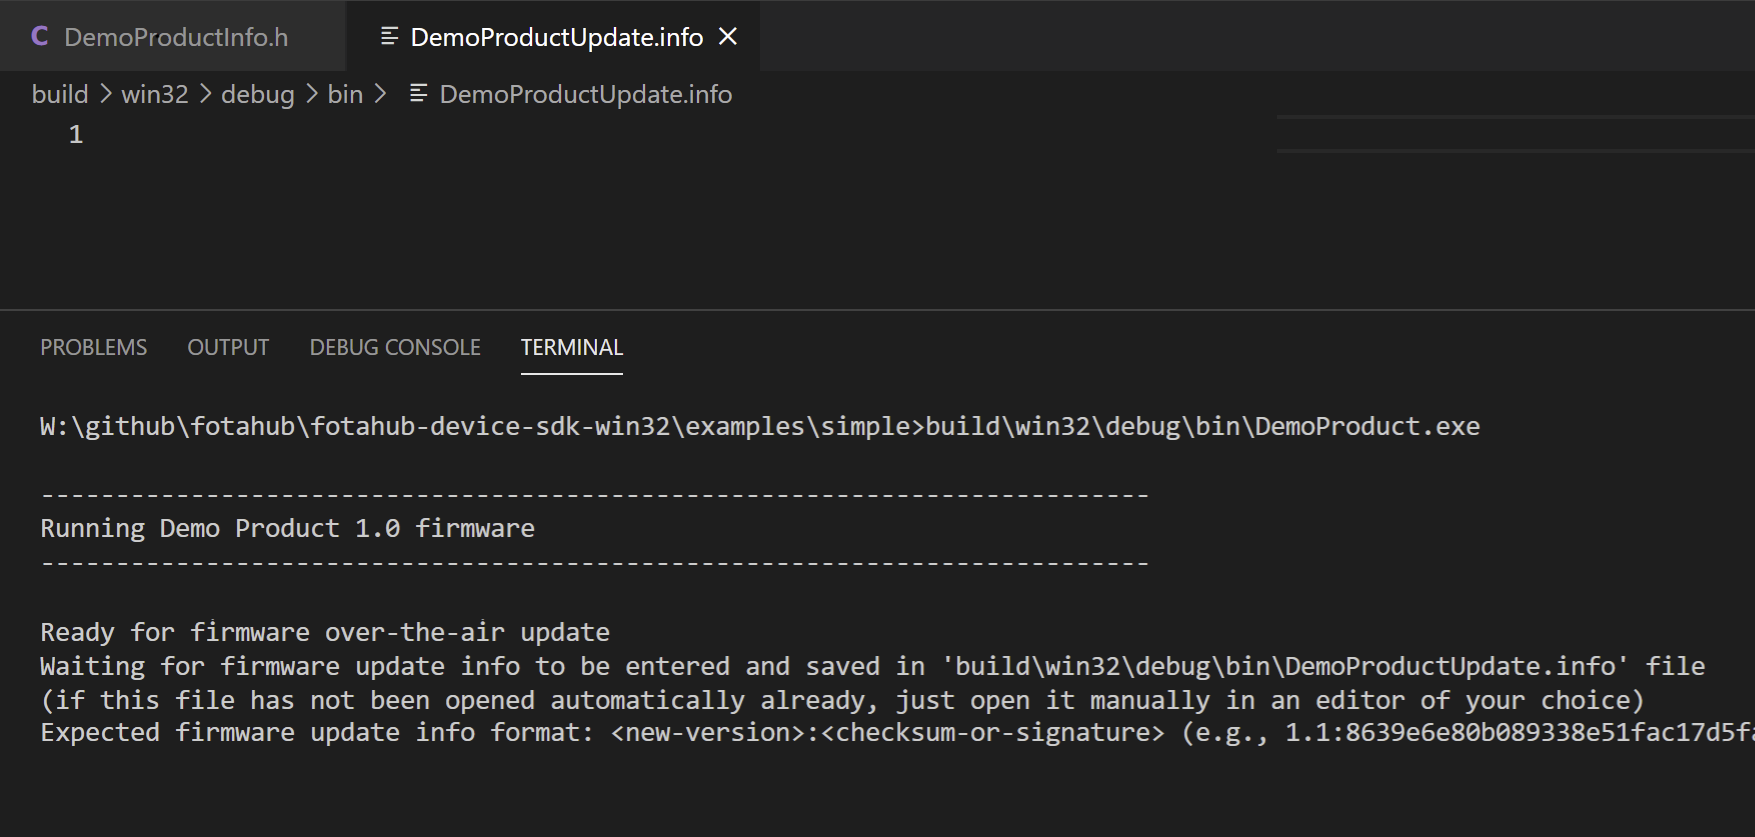 C DemoProductInfo.h DemoProductUpdate.info
build > win32 > debug > bin > DemoProductUpdate.info
1
PROBLEMS OUTPUT DEBUG CONSOLE TERMINAL
W:\github\fotahub\fotahub-device-sdk-win32\examples\simple>build\win32\debug\bin\DemoProduct.exe
--------------------------------------------------------------------------
Running Demo Product 1.0 firmware
--------------------------------------------------------------------------
Ready for firmware over-the-air update
Waiting for firmware update info to be entered and saved in 'build\win32\debug\bin\DemoProductUpdate.info' file
(if this file has not been opened automatically already, just open it manually in an editor of your choice)
Expected firmware update info format: <new-version>:<checksum-or-signature> (e.g., 1.1:8639e6e80b089338e51fac17d5fa